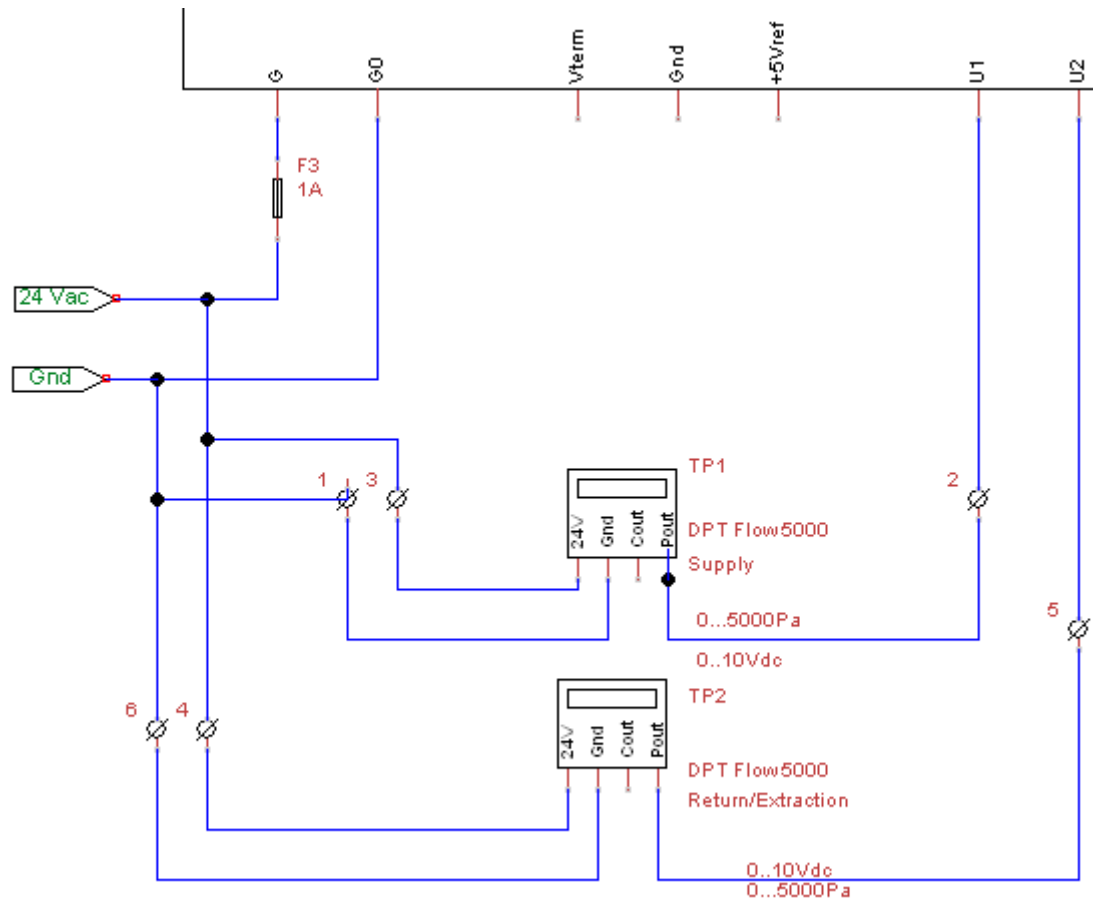 G
G0
Vterm
Gnd
+5Vref
U1
U2
F3
1A
24 Vac
Gnd
1
3
2
TP1
24V
Gnd
Cout
Pout
DPT Flow5000
Supply
0...5000Pa
0..10Vdc
5
6
4
TP2
24V
Gnd
Cout
Pout
DPT Flow5000
Return/Extraction
0..10Vdc
0...5000Pa